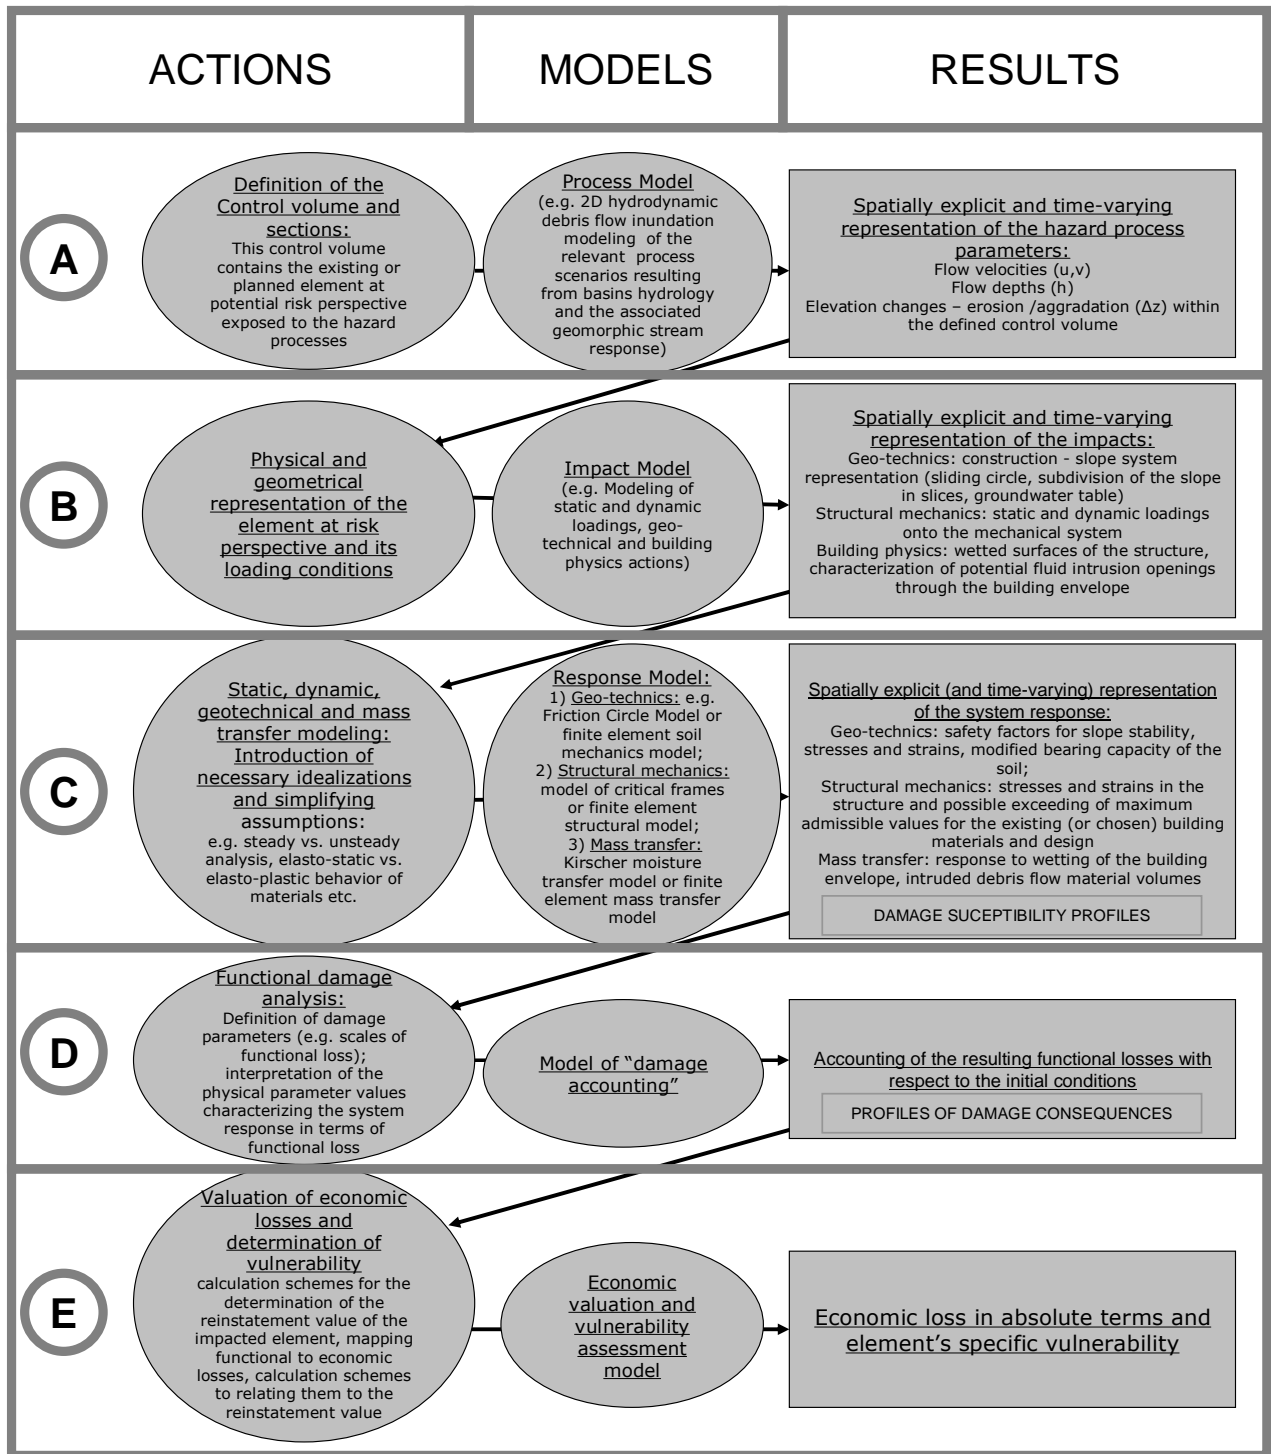 ACTIONS
MODELS
RESULTS
A
Definition of the
Control volume and
sections:
This control volume
contains the existing or
planned element at
potential risk perspective
exposed to the hazard
processes
Process Model
(e.g. 2D hydrodynamic
debris flow inundation
modeling of the
relevant process
scenarios resulting
from basins hydrology
and the associated
geomorphic stream
response)
Spatially explicit and time-varying
representation of the hazard process
parameters:
Flow velocities (u,v)
Flow depths (h)
Elevation changes – erosion /aggradation (Δz) within
the defined control volume
B
Physical and
geometrical
representation of the
element at risk
perspective and its
loading conditions
Impact Model
(e.g. Modeling of
static and dynamic
loadings, geo-
technical and building
physics actions)
Spatially explicit and time-varying
representation of the impacts:
Geo-technics: construction - slope system
representation (sliding circle, subdivision of the slope
in slices, groundwater table)
Structural mechanics: static and dynamic loadings
onto the mechanical system
Building physics: wetted surfaces of the structure,
characterization of potential fluid intrusion openings
through the building envelope
C
Static, dynamic,
geotechnical and mass
transfer modeling:
Introduction of
necessary idealizations
and simplifying
assumptions:
e.g. steady vs. unsteady
analysis, elasto-static vs.
elasto-plastic behavior of
materials etc.
Response Model:
1) Geo-technics: e.g.
Friction Circle Model or
finite element soil
mechanics model;
2) Structural mechanics:
model of critical frames
or finite element
structural model;
3) Mass transfer:
Kirscher moisture
transfer model or finite
element mass transfer
model
Spatially explicit (and time-varying) representation
of the system response:
Geo-technics: safety factors for slope stability,
stresses and strains, modified bearing capacity of the
soil;
Structural mechanics: stresses and strains in the
structure and possible exceeding of maximum
admissible values for the existing (or chosen) building
materials and design
Mass transfer: response to wetting of the building
envelope, intruded debris flow material volumes
DAMAGE SUCEPTIBILITY PROFILES
D
Functional damage
analysis:
Definition of damage
parameters (e.g. scales of
functional loss);
interpretation of the
physical parameter values
characterizing the system
response in terms of
functional loss
Model of “damage
accounting”
Accounting of the resulting functional losses with
respect to the initial conditions
PROFILES OF DAMAGE CONSEQUENCES
E
Valuation of economic
losses and
determination of
vulnerability
calculation schemes for the
determination of the
reinstatement value of the
impacted element, mapping
functional to economic
losses, calculation schemes
to relating them to the
reinstatement value
Economic
valuation and
vulnerability
assessment
model
Economic loss in absolute terms and
element’s specific vulnerability